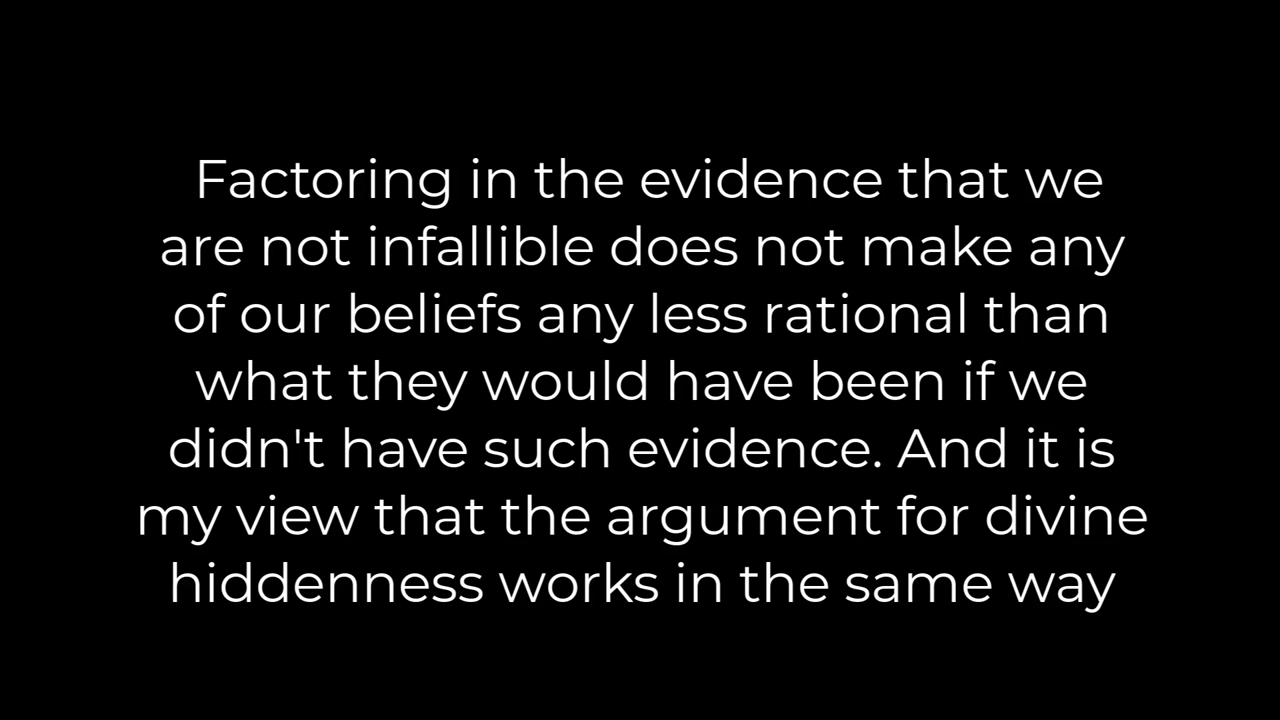 Factoring in the evidence that we
are not infallible does not make any
of our beliefs any less rational than
what they would have been if we
didn't have such evidence. And it is
my view that the argument for divine
hiddenness works in the same way